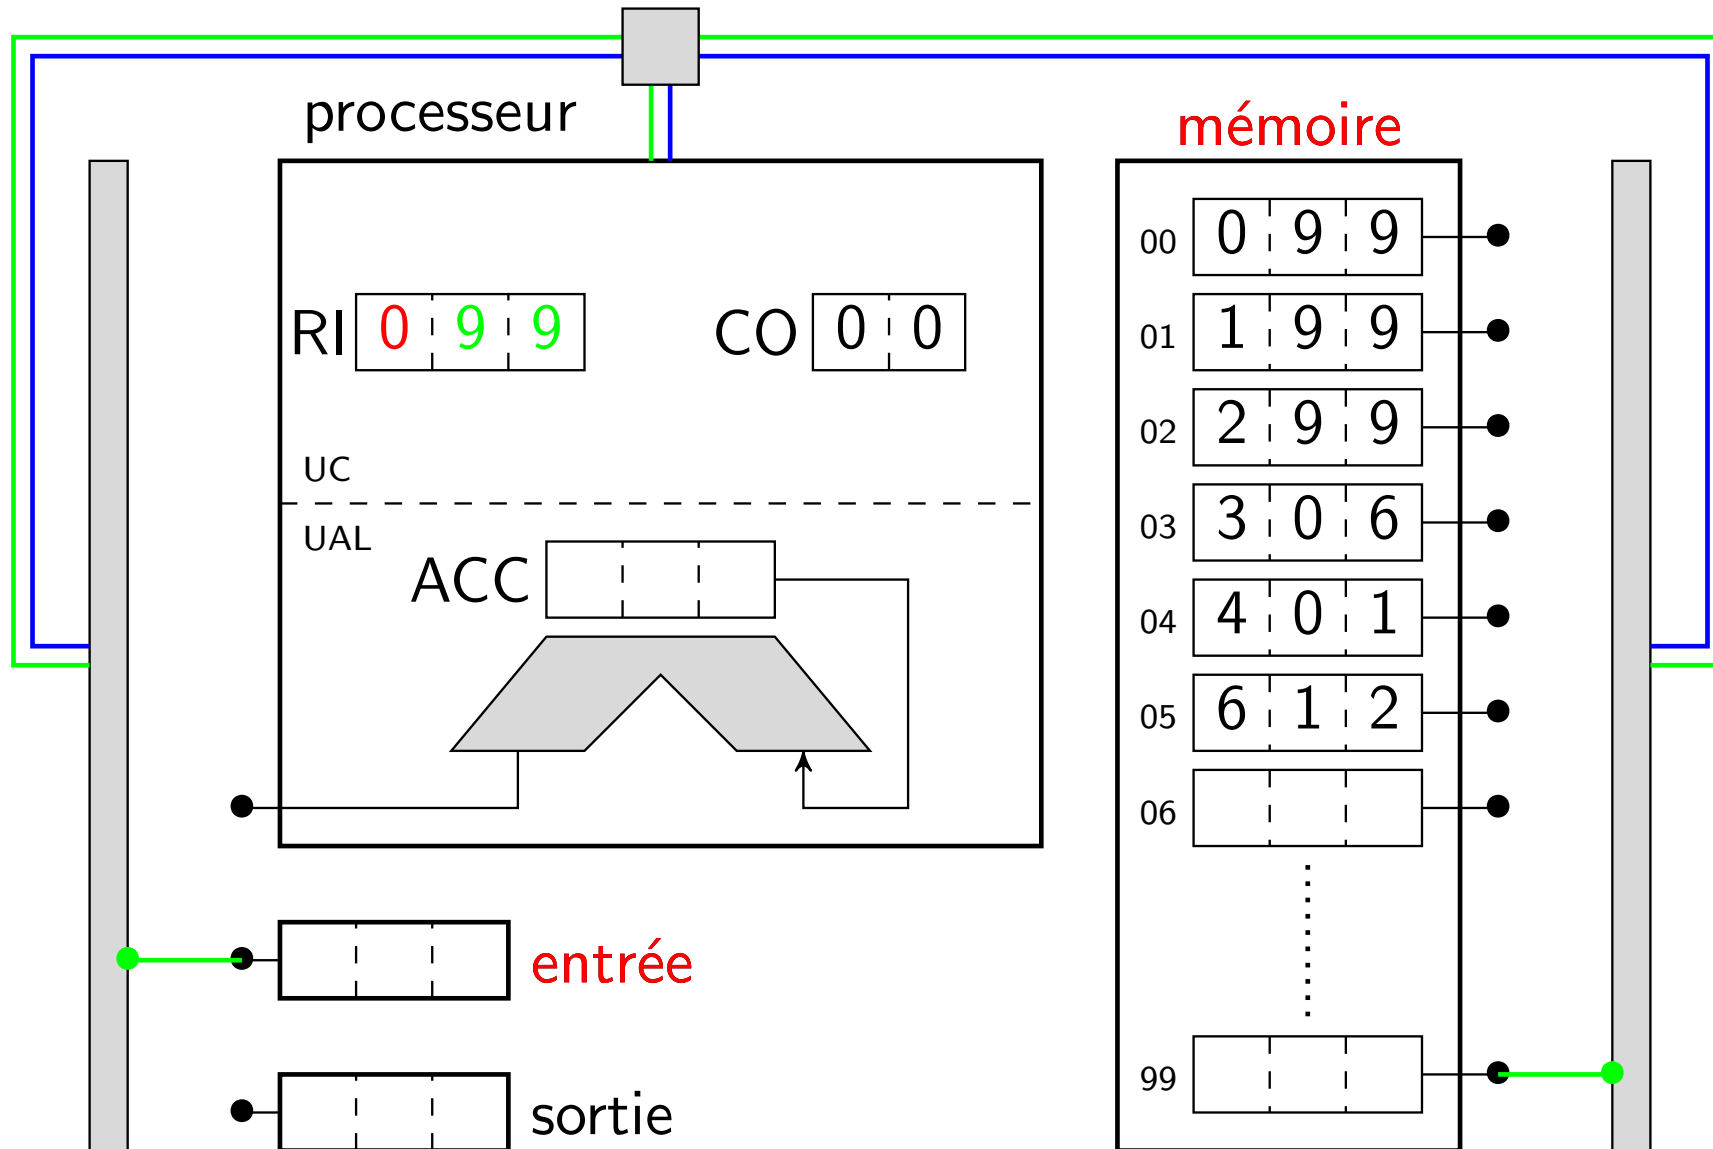 processeur
mémoire
RI 0 9 9
CO 0 0
UC
UAL
ACC
00 0 9 9
01 1 9 9
02 2 9 9
03 3 0 6
04 4 0 1
05 6 1 2
06
99
entrée
sortie